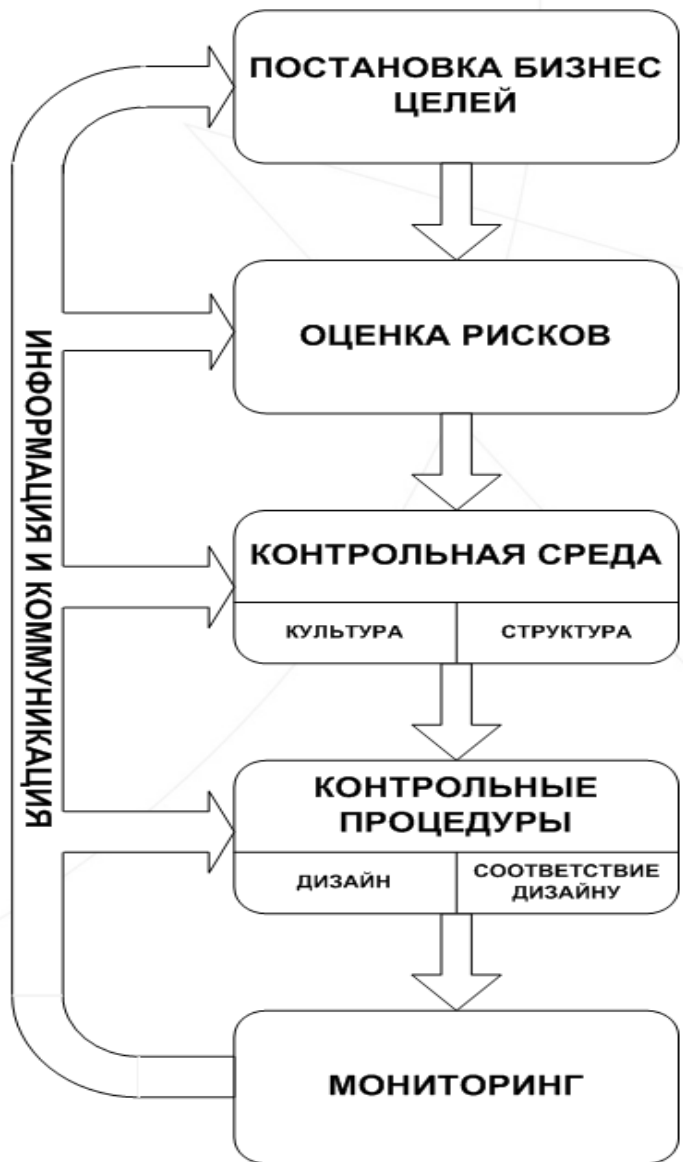 ПОСТАНОВКА БИЗНЕС
ЦЕЛЕЙ
ОЦЕНКА РИСКОВ
ИНФОРМАЦИЯ И КОММУНИКАЦИЯ
КОНТРОЛЬНАЯ СРЕДА
КУЛЬТУРА
СТРУКТУРА
КОНТРОЛЬНЫЕ
ПРОЦЕДУРЫ
ДИЗАЙН
СООТВЕТСТВИЕ
ДИЗАЙНУ
МОНИТОРИНГ